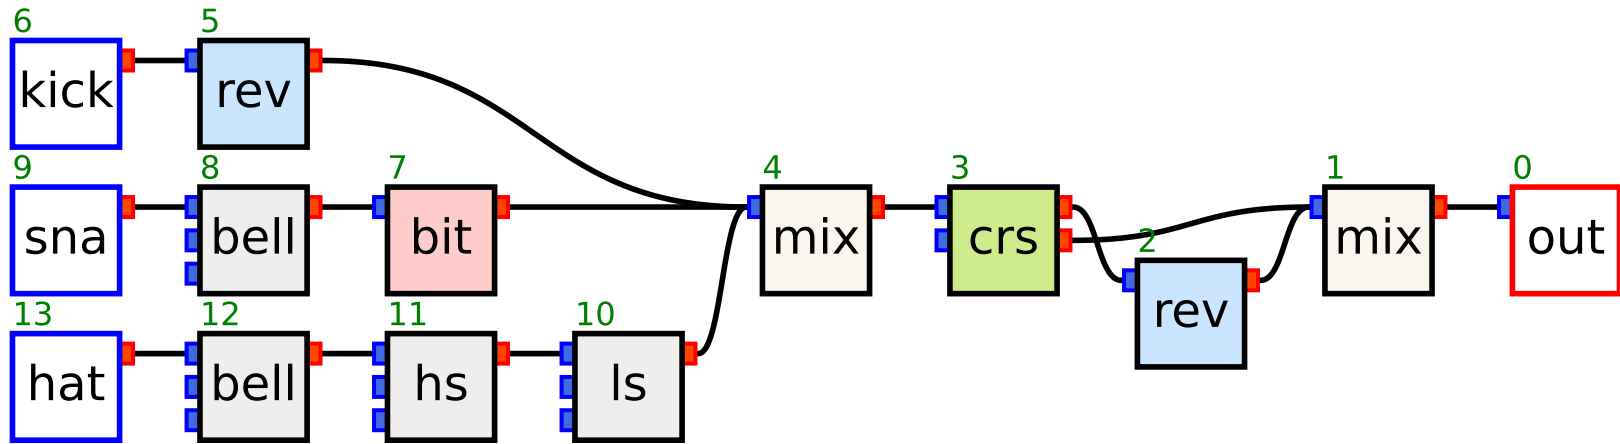 6 5
kick rev
9 8 7 4 3 1 0
sna bell bit mix crs mix out
2
rev
13 12 11 10
hat bell hs ls